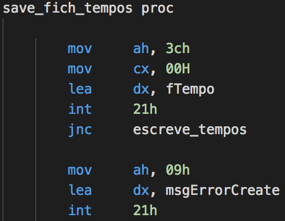 save_fich_tempos proc
mov ah, 3ch
mov cx, 00H
lea dx, fTempo
int 21h
jnc escreve_tempos
mov ah, 09h
lea dx, msgErrorCreate
int 21h